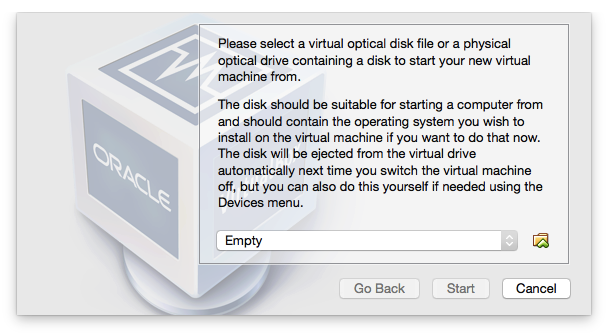 Please select a virtual optical disk file or a physical
optical drive containing a disk to start your new virtual
machine from.
The disk should be suitable for starting a computer from
and should contain the operating system you wish to
install on the virtual machine if you want to do that now.
The disk will be ejected from the virtual drive
automatically next time you switch the virtual machine
off, but you can also do this yourself if needed using the
Devices menu.
ORACLE
Empty
Go Back
Start
Cancel